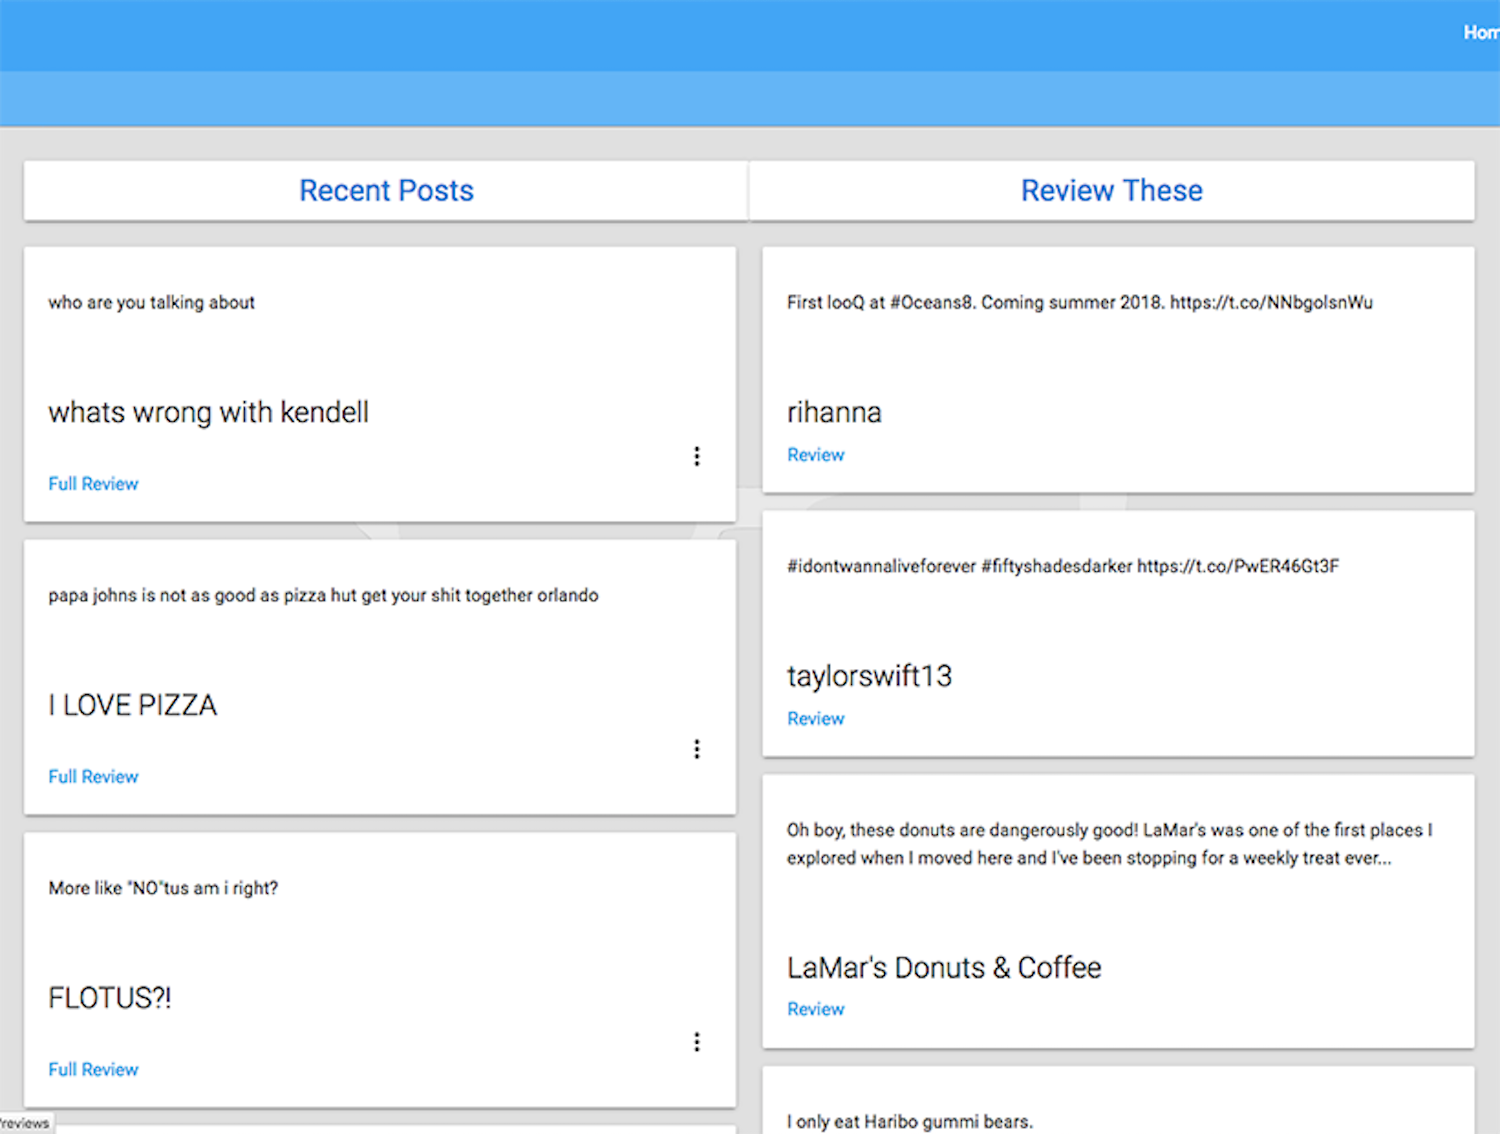 Hom
Recent Posts
Review These
who are you talking about
whats wrong with kendell
Full Review
papa johns is not as good as pizza hut get your shit together orlando
I LOVE PIZZA
Full Review
More like "NO"tus am i right?
FLOTUS?!
Full Review
First looQ at #Oceans8. Coming summer 2018. https://t.co/NNbgolsnWu
rihanna
Review
#idontwannaliveforever #fiftyshadesdarker https://t.co/PwER46Gt3F
taylorswift13
Review
Oh boy, these donuts are dangerously good! LaMar's was one of the first places I
explored when I moved here and I've been stopping for a weekly treat ever...
LaMar's Donuts & Coffee
Review
I only eat Haribo gummi bears.
/reviews